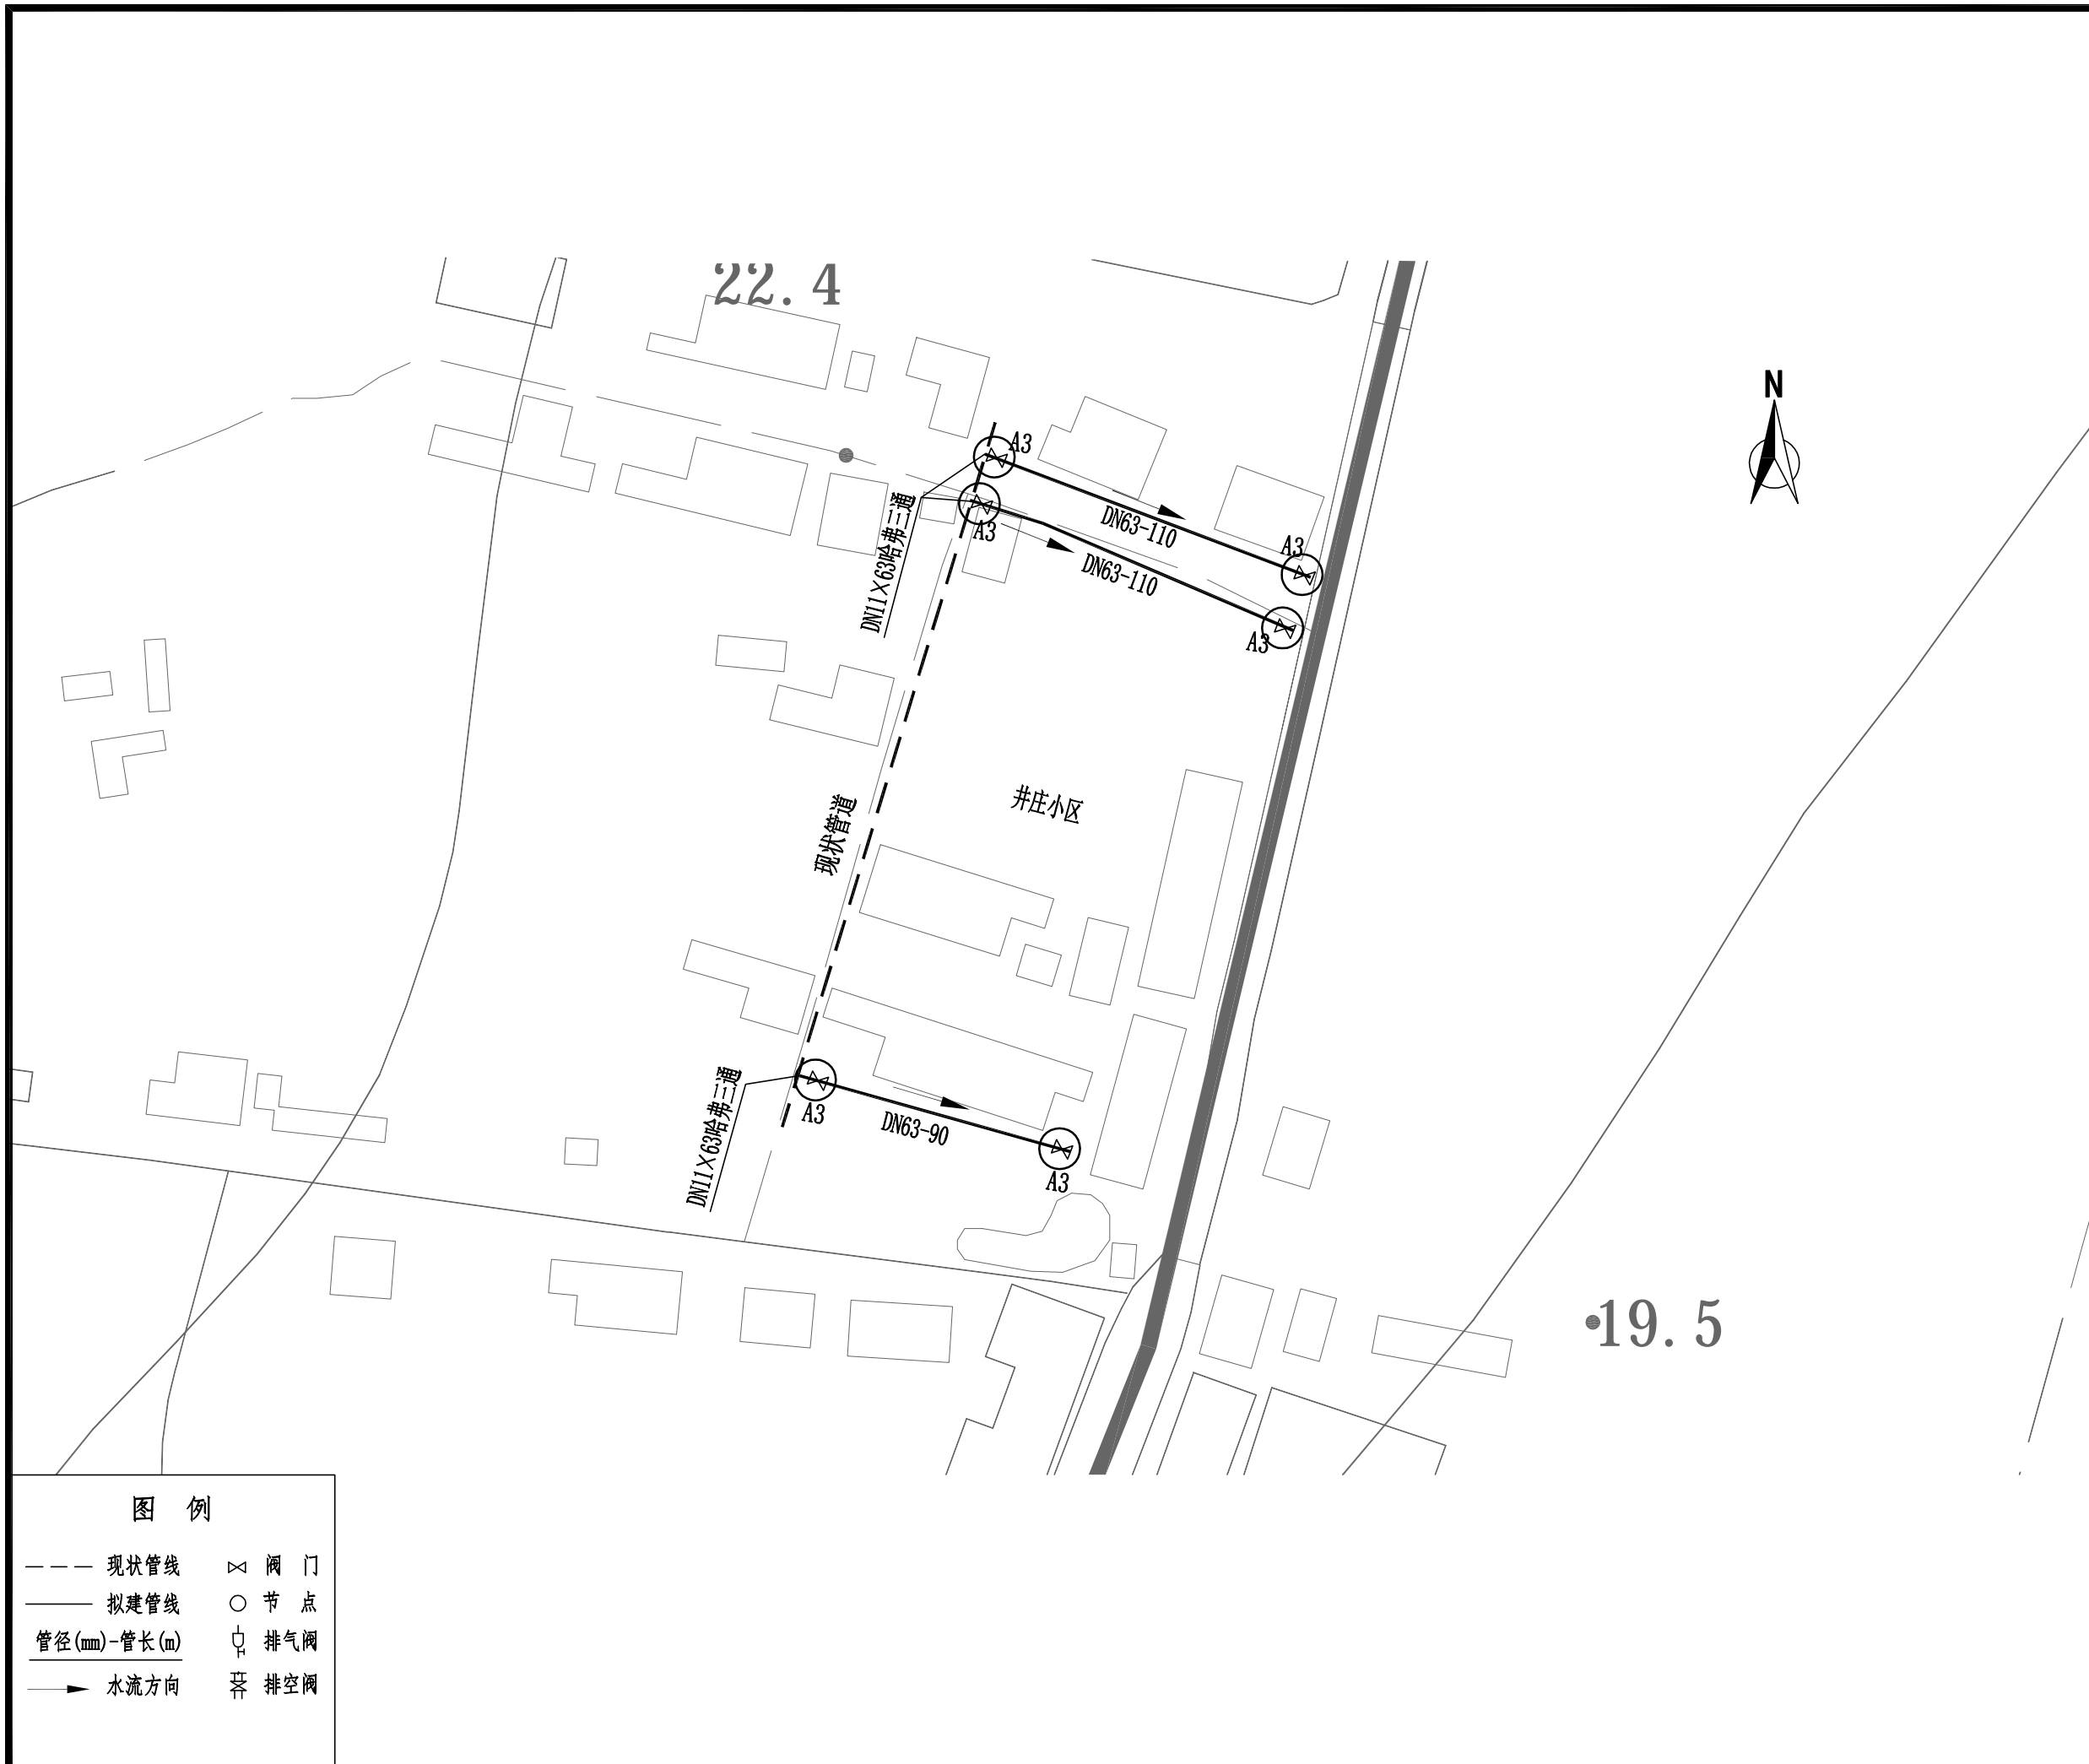 22.4
N
A3
DN11×63哈弗三通
A3
DN63-110
A3
DN63-110
A3
井庄小区
现状管道
DN11×63哈弗三通
A3
DN63-90
A3
19.5
图 例
现状管线
阀 门
拟建管线
节 点
管径(mm)-管长(m)
排气阀
水流方向
排空阀